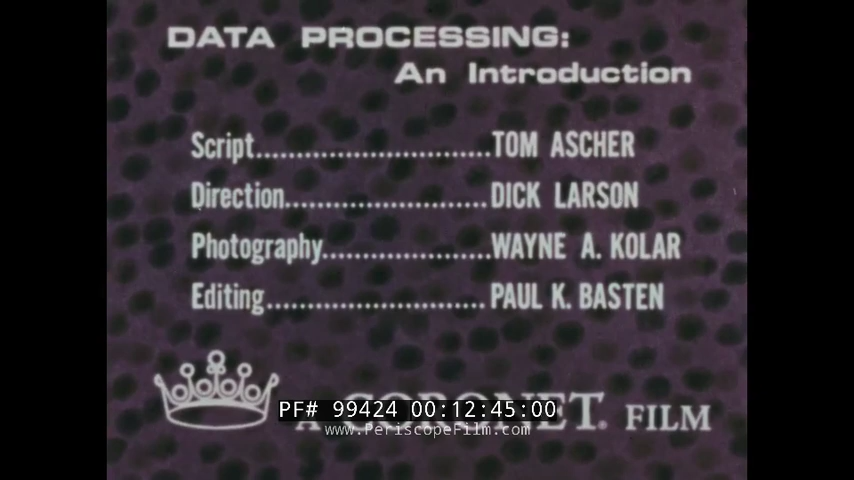 DATA PROCESSING:
An Introduction
Script..............................TOM ASCHER
Direction.........................DICK LARSON
Photography.....................WAYNE A. KOLAR
Editing...........................PAUL K. BASTEN
A CORONET® FILM
PF# 99424 00:12:45:00
www.PeriscopeFilm.com